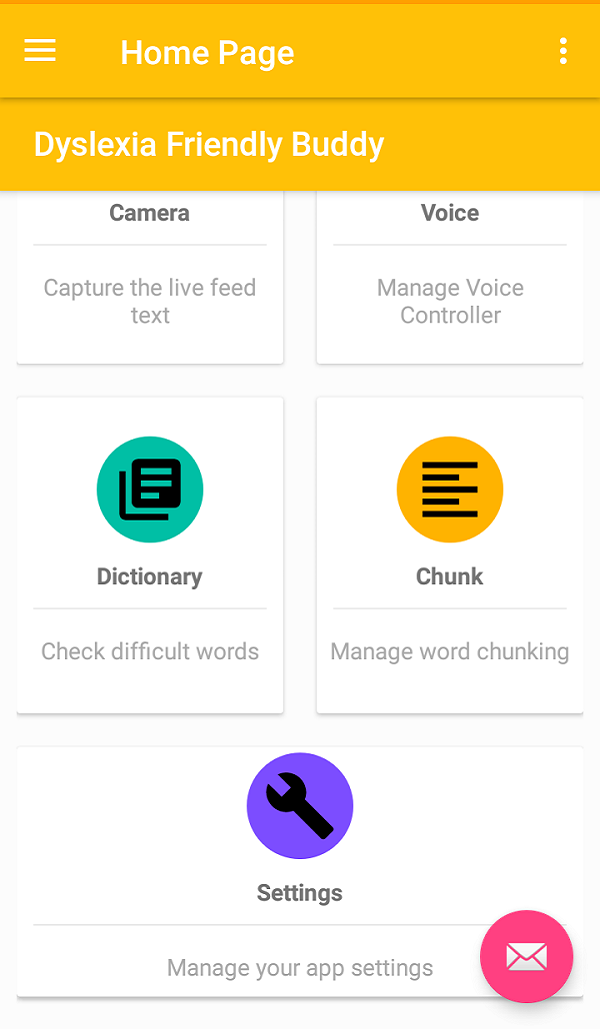 Home Page
Dyslexia Friendly Buddy
Camera
Capture the live feed
text
Voice
Manage Voice
Controller
Dictionary
Check difficult words
Chunk
Manage word chunking
Settings
Manage your app settings